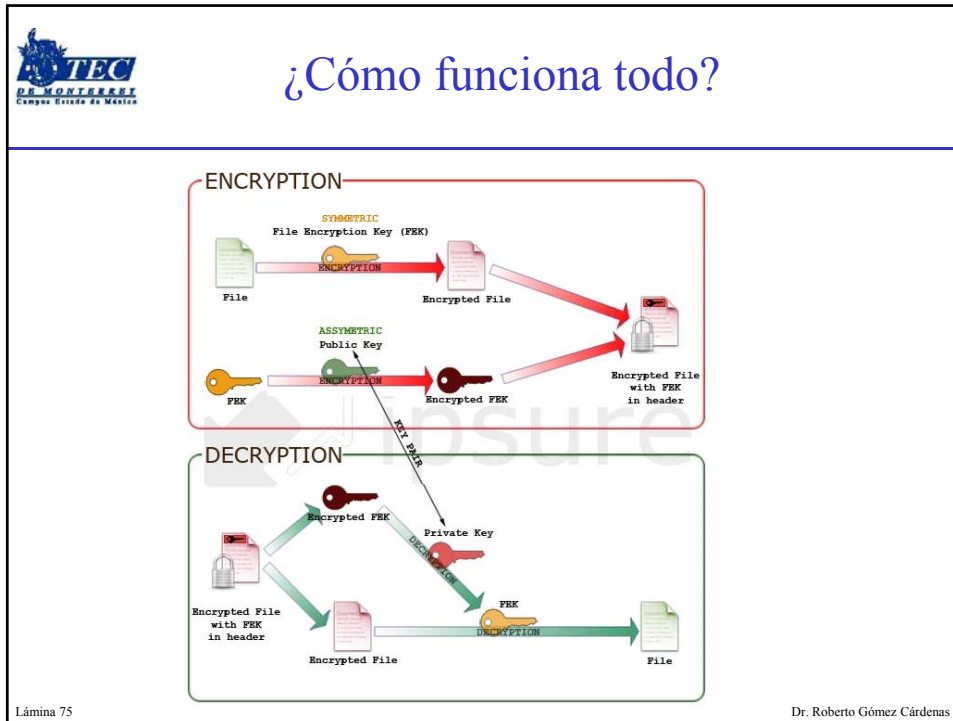 TEC
DE MONTERREY
Campus Estado de México
¿Cómo funciona todo?
ENCRYPTION
SYMMETRIC
File Encryption Key (FEK)
ENCRYPTION
File
Encrypted File
ASSYMETRIC
Public Key
ENCRYPTION
FEK
Encrypted FEK
Encrypted File
with FEK
in header
KEY PAIR
ipsure
DECRYPTION
Encrypted FEK
Private Key
DECRYPTION
Encrypted File
with FEK
in header
FEK
DECRYPTION
Encrypted File
File
Lámina 75
Dr. Roberto Gómez Cárdenas